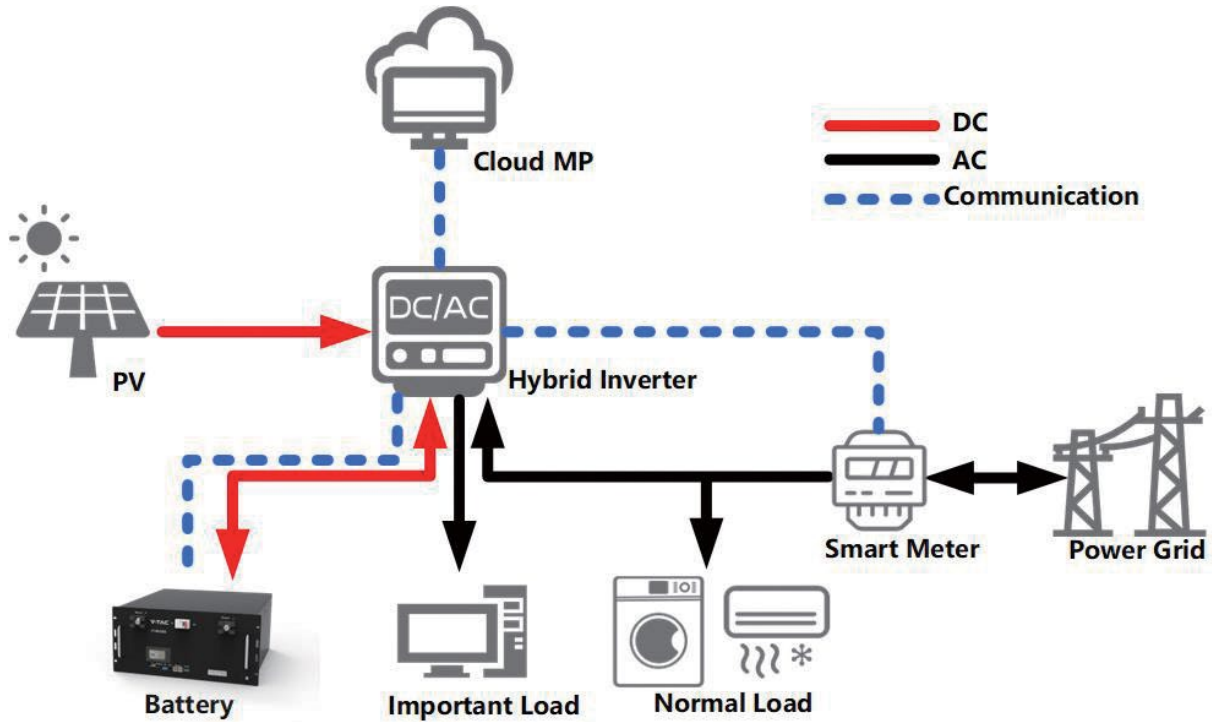 Cloud MP
DC
AC
Communication
DC/AC
PV
Hybrid Inverter
Smart Meter
Power Grid
V-TAC
Battery
Important Load
Normal Load